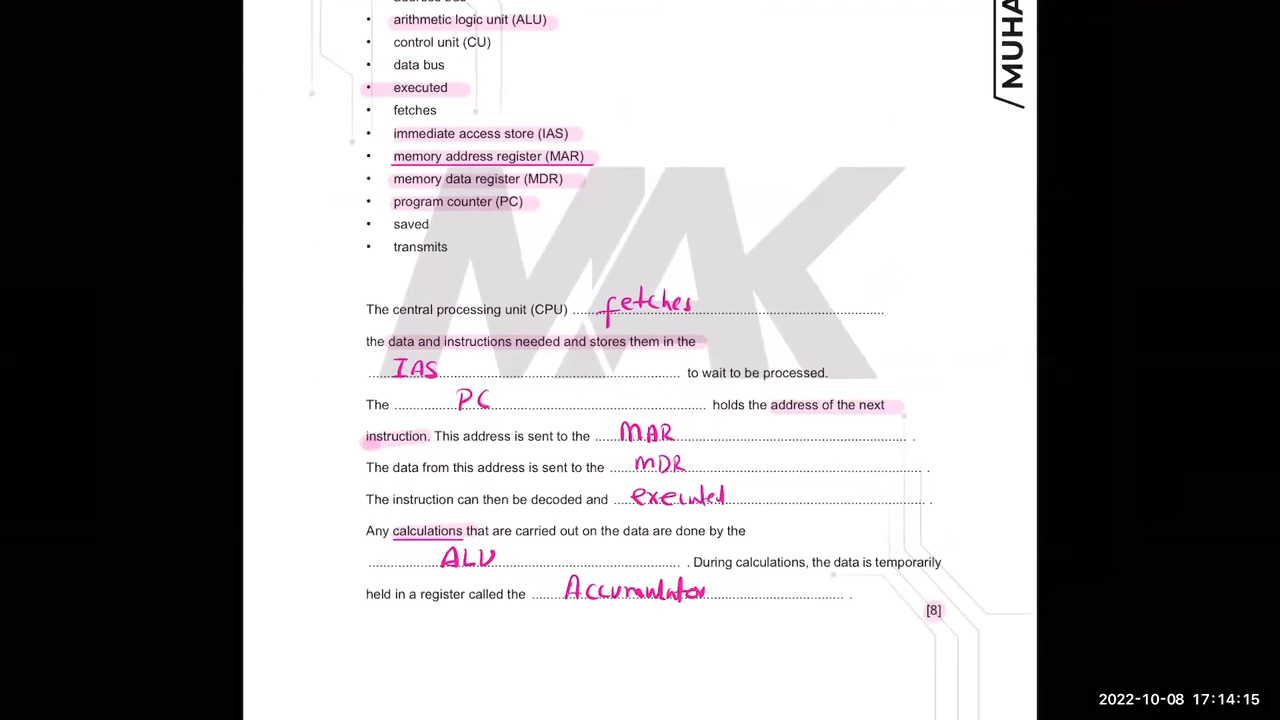 arithmetic logic unit (ALU)
control unit (CU)
data bus
executed
fetches
immediate access store (IAS)
memory address register (MAR)
memory data register (MDR)
program counter (PC)
saved
transmits
The central processing unit (CPU) fetches
the data and instructions needed and stores them in the
IAS to wait to be processed.
The PC holds the address of the next
instruction. This address is sent to the MAR .
The data from this address is sent to the MDR .
The instruction can then be decoded and executed .
Any calculations that are carried out on the data are done by the
ALU . During calculations, the data is temporarily
held in a register called the Accumulator .
[8]
MUHA
MAK
2022-10-08 17:14:15